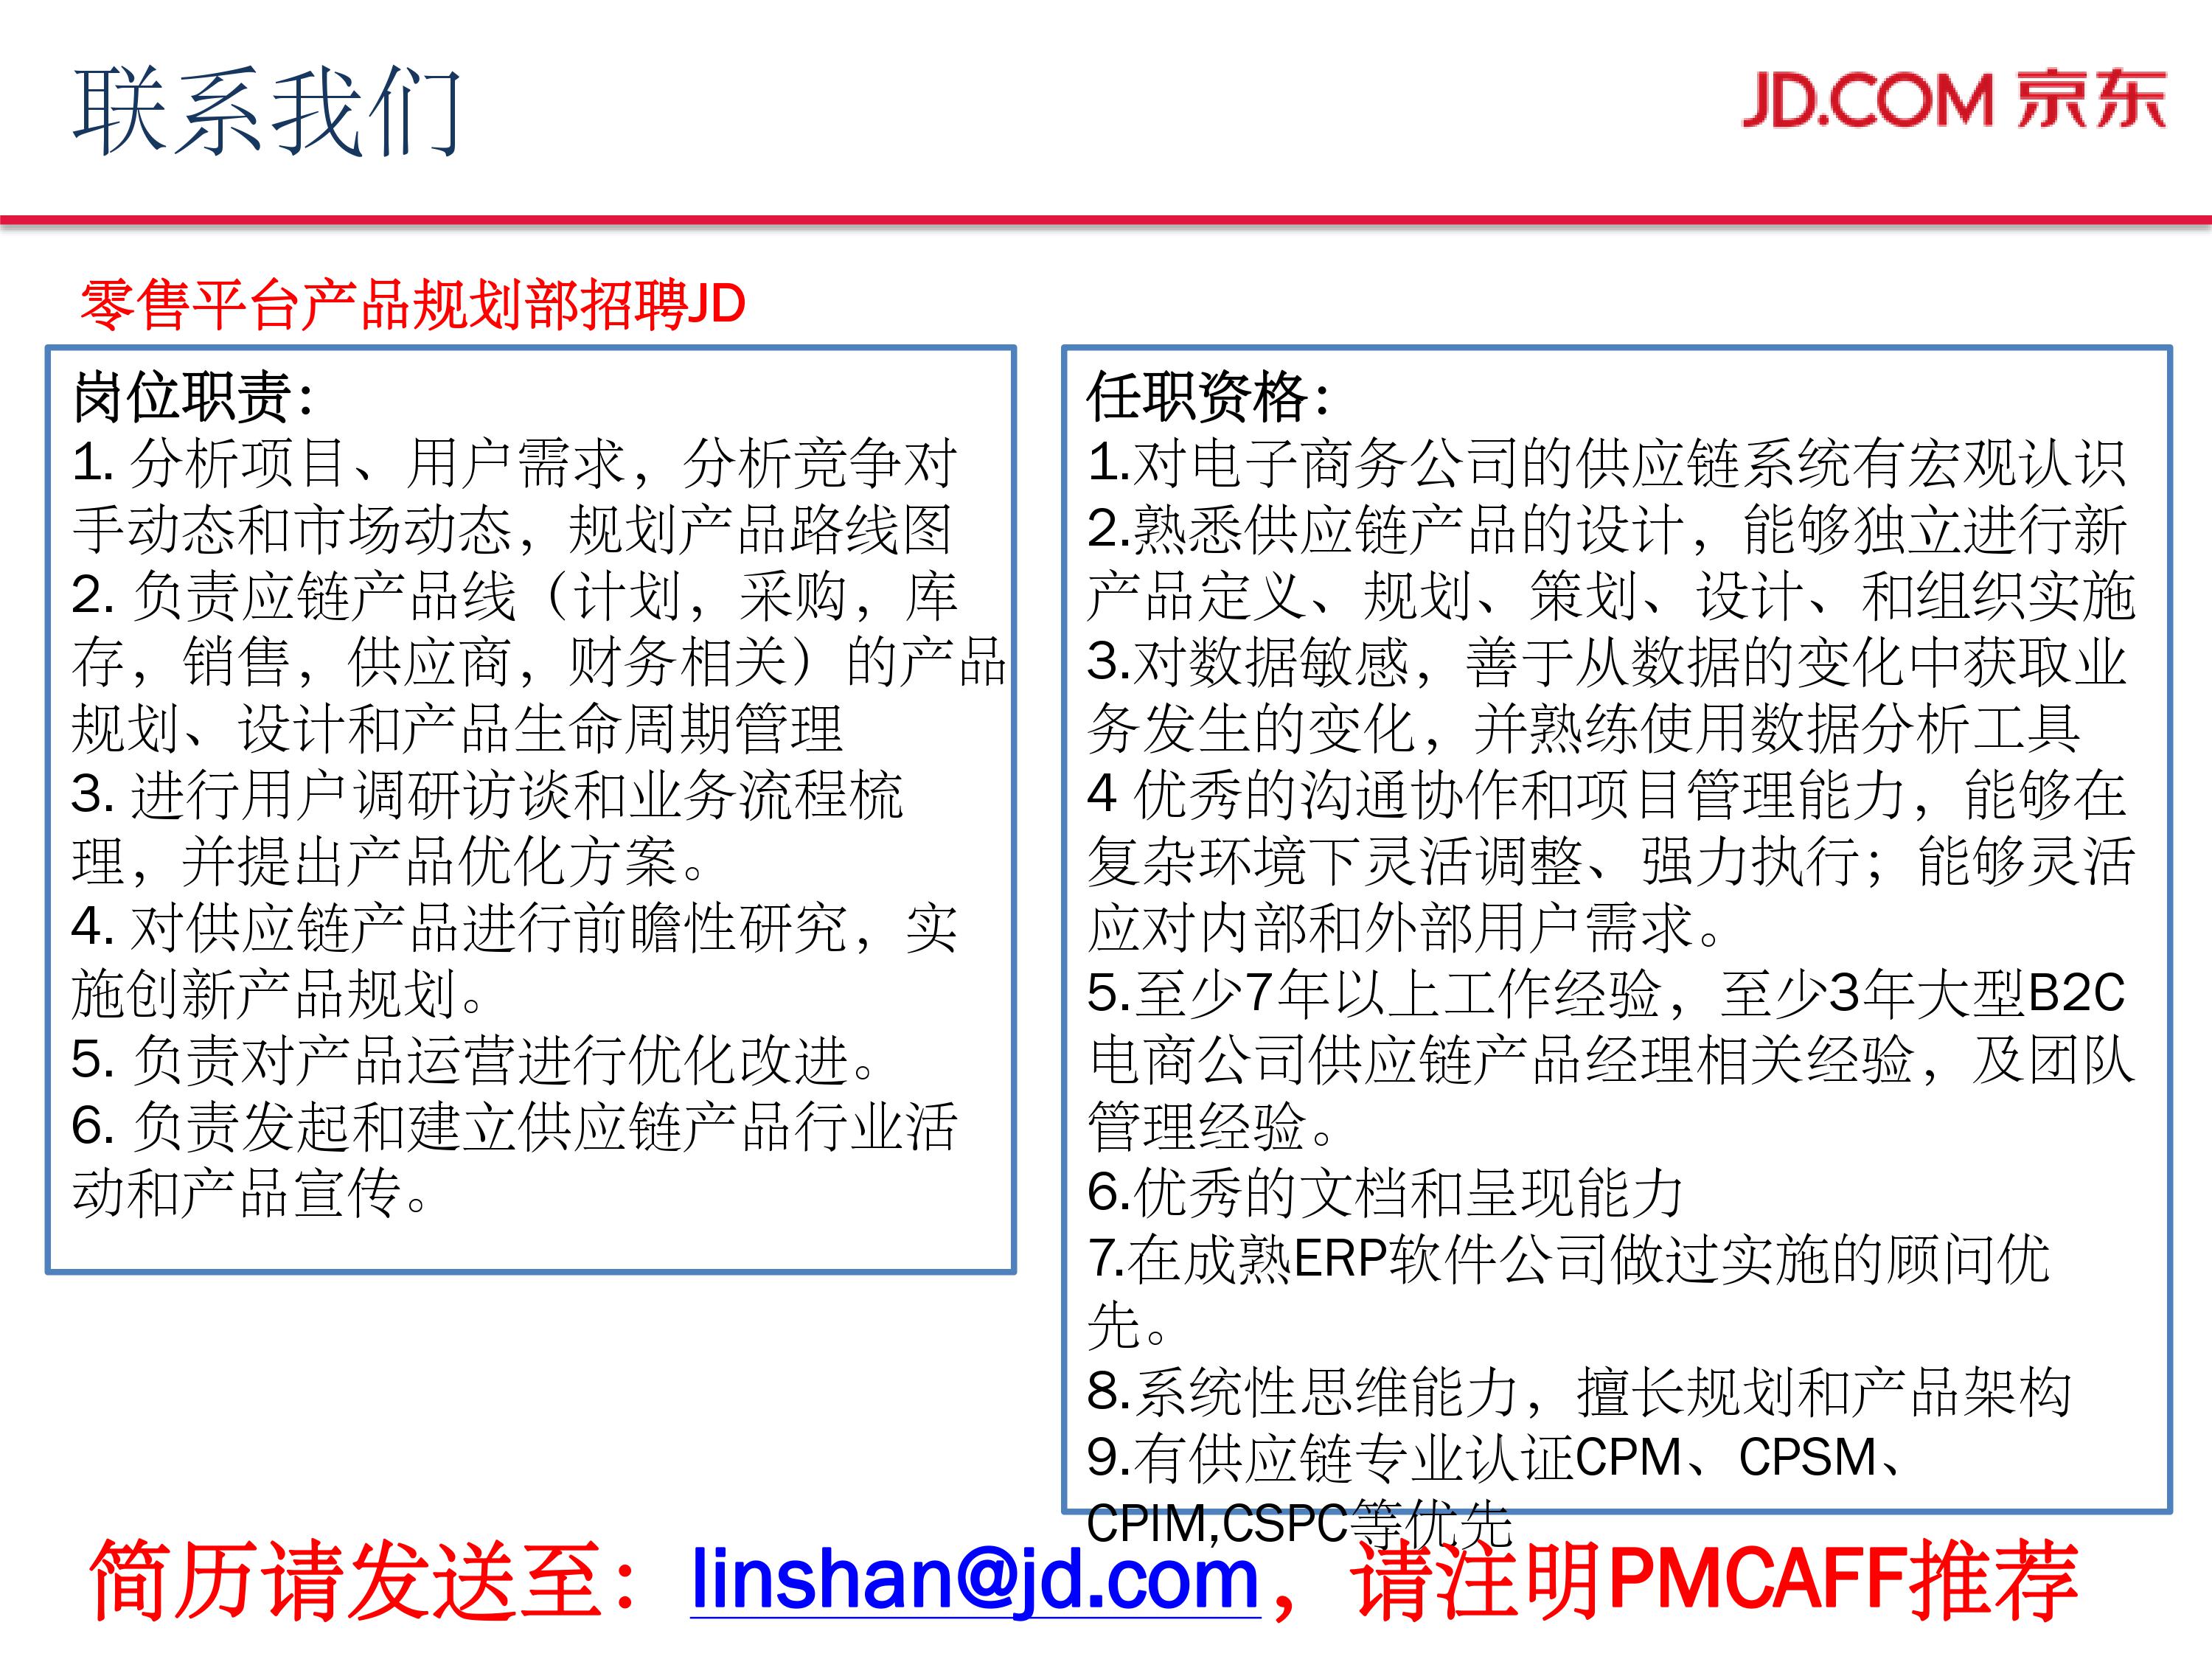 联系我们
JD.COM 京东
零售平台产品规划部招聘JD
岗位职责：
1. 分析项目、用户需求，分析竞争对
手动态和市场动态，规划产品路线图
2. 负责应链产品线（计划，采购，库
存，销售，供应商，财务相关）的产品
规划、设计和产品生命周期管理
3. 进行用户调研访谈和业务流程梳
理，并提出产品优化方案。
4. 对供应链产品进行前瞻性研究，实
施创新产品规划。
5. 负责对产品运营进行优化改进。
6. 负责发起和建立供应链产品行业活
动和产品宣传。
任职资格：
1.对电子商务公司的供应链系统有宏观认识
2.熟悉供应链产品的设计，能够独立进行新
产品定义、规划、策划、设计、和组织实施
3.对数据敏感，善于从数据的变化中获取业
务发生的变化，并熟练使用数据分析工具
4 优秀的沟通协作和项目管理能力，能够在
复杂环境下灵活调整、强力执行；能够灵活
应对内部和外部用户需求。
5.至少7年以上工作经验，至少3年大型B2C
电商公司供应链产品经理相关经验，及团队
管理经验。
6.优秀的文档和呈现能力
7.在成熟ERP软件公司做过实施的顾问优
先。
8.系统性思维能力，擅长规划和产品架构
9.有供应链专业认证CPM、CPSM、
CPIM,CSPC等优先
简历请发送至：linshan@jd.com，请注明PMCAFF推荐